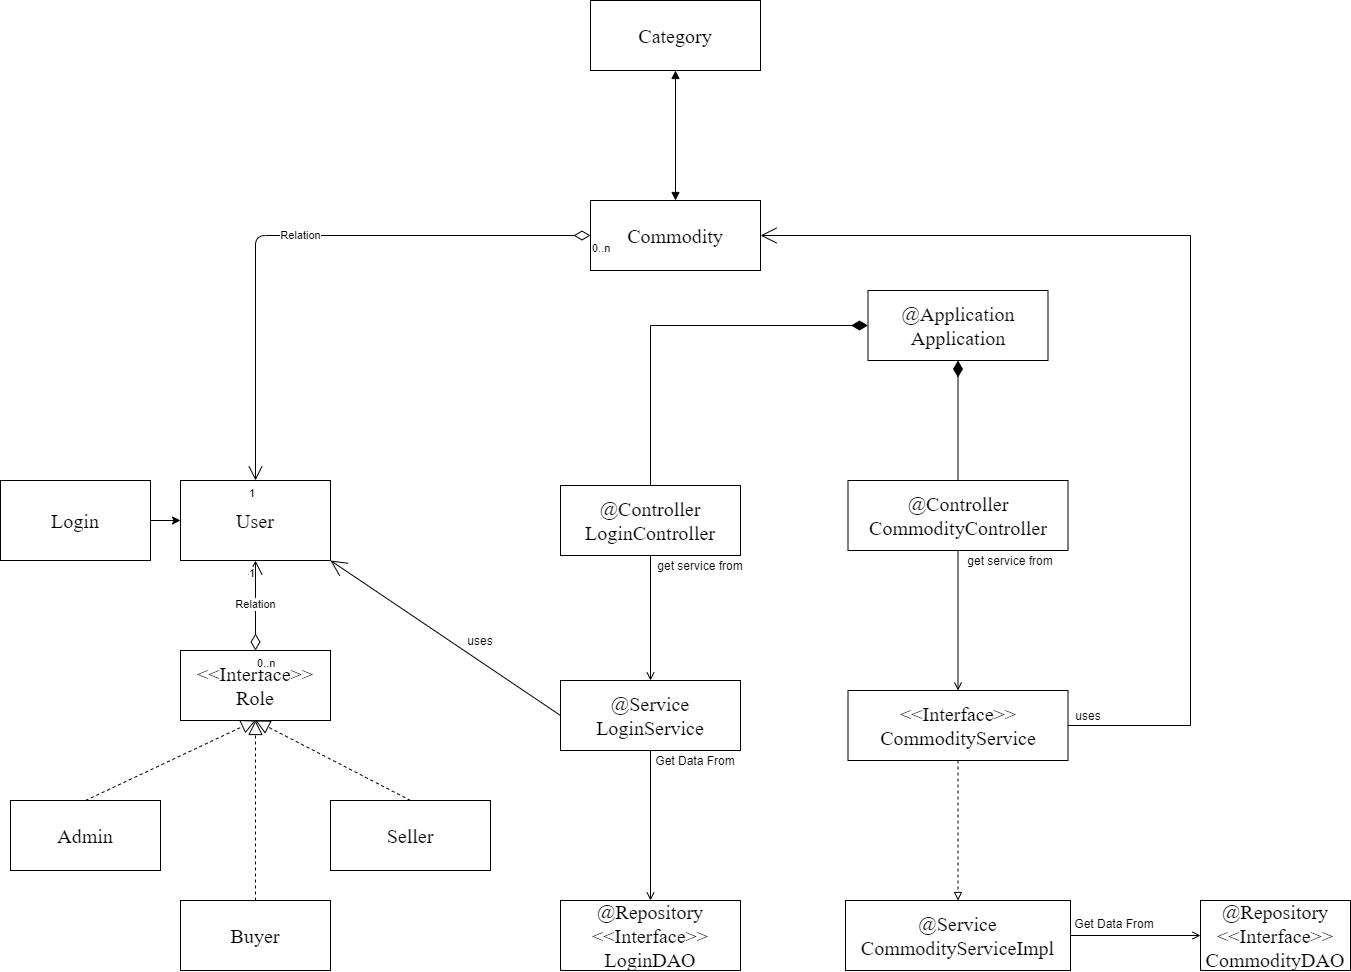 Category
Relation
Commodity
0..n
@Application
Application
Login
1
User
@Controller
LoginController
@Controller
CommodityController
get service from
get service from
1
Relation
uses
0..n
<<Interface>>
Role
@Service
LoginService
<<Interface>>
CommodityService
uses
Get Data From
Admin
Seller
Buyer
@Repository
<<Interface>>
LoginDAO
@Service
CommodityServiceImpl
Get Data From
@Repository
<<Interface>>
CommodityDAO